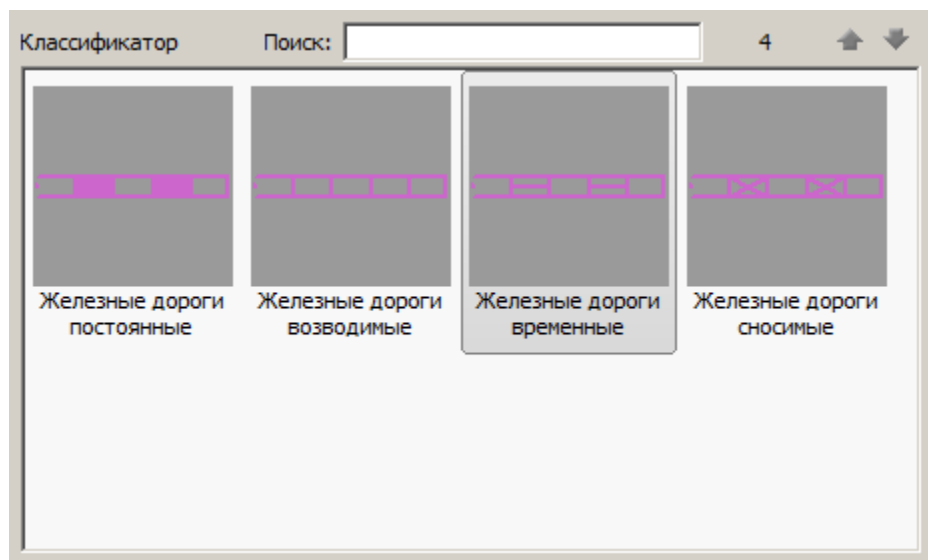 Классификатор Поиск: 4
Железные дороги постоянные
Железные дороги возводимые
Железные дороги временные
Железные дороги сносимые